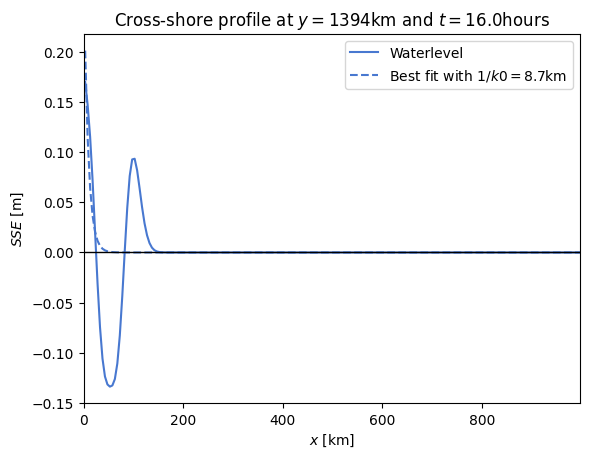 Cross-shore profile at y = 1394km and t = 16.0hours
Waterlevel
Best fit with 1/k0 = 8.7km
0.20
0.15
0.10
0.05
0.00
−0.05
−0.10
−0.15
SSE [m]
0 200 400 600 800
x [km]